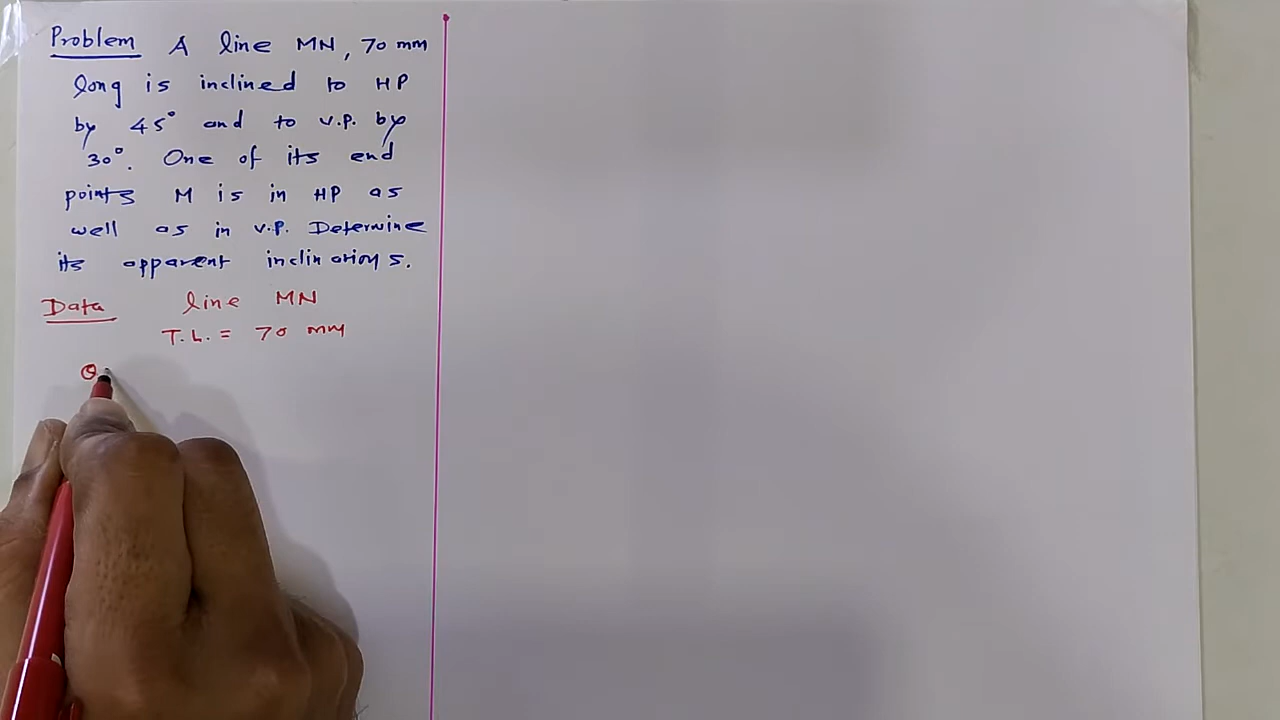 Problem A line MN, 70 mm
long is inclined to HP
by 45° and to v.p. by
30°. One of its end
points M is in HP as
well as in v.p. Determine
its apparent inclinations.
Data line MN
T.L. = 70 mm